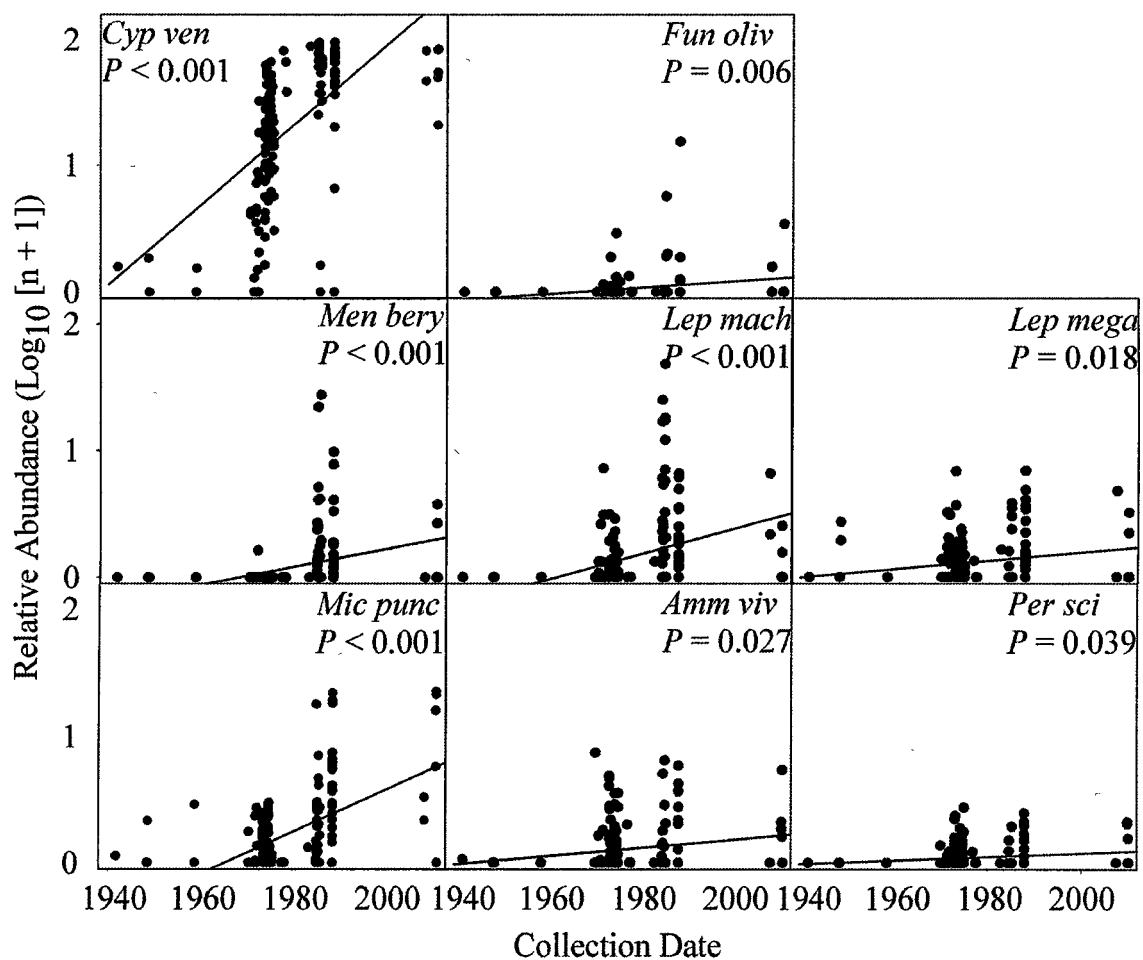 Cyp ven
P < 0.001
Fun oliv
P = 0.006
Men bery
P < 0.001
Lep mach
P < 0.001
Lep mega
P = 0.018
Mic punc
P < 0.001
Amm viv
P = 0.027
Per sci
P = 0.039
2
1
0
2
1
0
2
1
0
Relative Abundance (Log10 [n + 1])
1940 1960 1980 2000 1940 1960 1980 2000 1940 1960 1980 2000
Collection Date